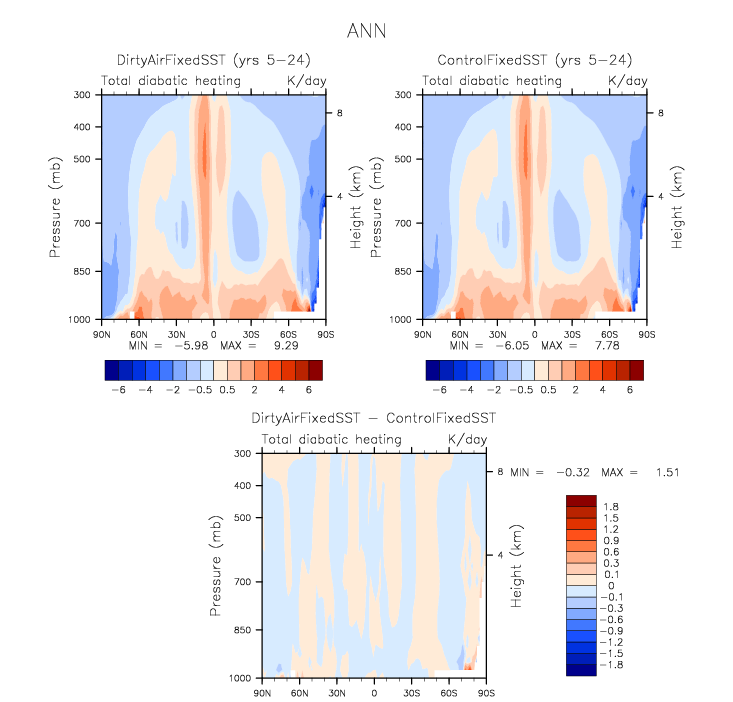 ANN
DirtyAirFixedSST (yrs 5-24)
Total diabatic heating K/day
300
400
500
700
850
1000
Pressure (mb)
8
4
Height (km)
90N 60N 30N 0 30S 60S 90S
MIN = -5.98 MAX = 9.29
-6 -4 -2 -0.5 0.5 2 4 6
ControlFixedSST (yrs 5-24)
Total diabatic heating K/day
300
400
500
700
850
1000
Pressure (mb)
8
4
Height (km)
90N 60N 30N 0 30S 60S 90S
MIN = -6.05 MAX = 7.78
-6 -4 -2 -0.5 0.5 2 4 6
DirtyAirFixedSST - ControlFixedSST
Total diabatic heating K/day
300
400
500
700
850
1000
Pressure (mb)
8
4
Height (km)
90N 60N 30N 0 30S 60S 90S
MIN = -0.32 MAX = 1.51
1.8
1.5
1.2
0.9
0.6
0.3
0.1
0
-0.1
-0.3
-0.6
-0.9
-1.2
-1.5
-1.8